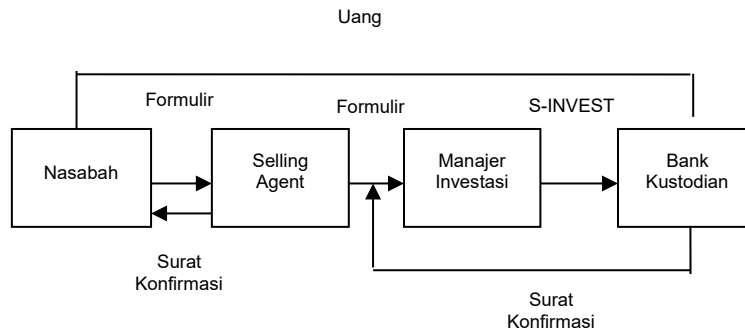 Uang
Formulir
Formulir
S-INVEST
Nasabah
Selling
Agent
Manajer
Investasi
Bank
Kustodian
Surat
Konfirmasi
Surat
Konfirmasi